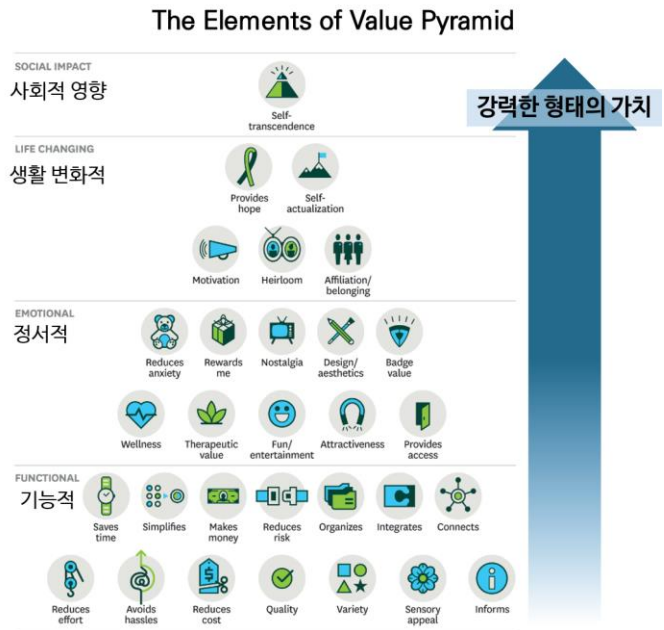 The Elements of Value Pyramid
SOCIAL IMPACT
사회적 영향
Self-
transcendence
강력한 형태의 가치
LIFE CHANGING
생활 변화적
Provides
hope
Self-
actualization
Motivation
Heirloom
Affiliation/
belonging
EMOTIONAL
정서적
Reduces
anxiety
Rewards
me
Nostalgia
Design/
aesthetics
Badge
value
Wellness
Therapeutic
value
Fun/
entertainment
Attractiveness
Provides
access
FUNCTIONAL
기능적
Saves
time
Simplifies
Makes
money
Reduces
risk
Organizes
Integrates
Connects
Reduces
effort
Avoids
hassles
Reduces
cost
Quality
Variety
Sensory
appeal
Informs